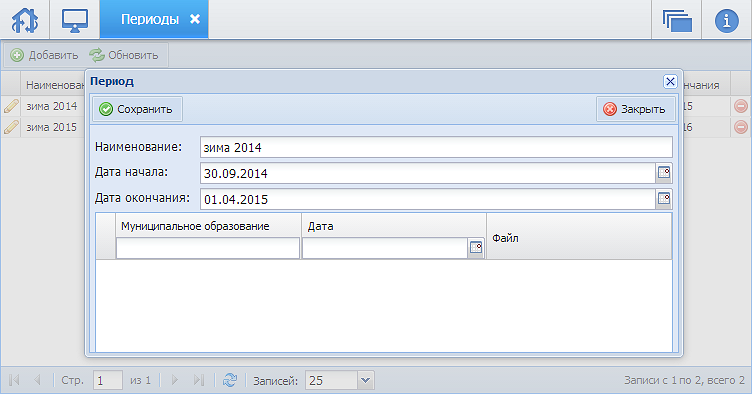 Периоды
Добавить Обновить
Период
Сохранить Закрыть
Наименование: зима 2014
Дата начала: 30.09.2014
Дата окончания: 01.04.2015
Муниципальное образование Дата Файл
Наименован нчания
зима 2014 15
зима 2015 16
Стр. 1 из 1 Записей: 25 Записи с 1 по 2, всего 2